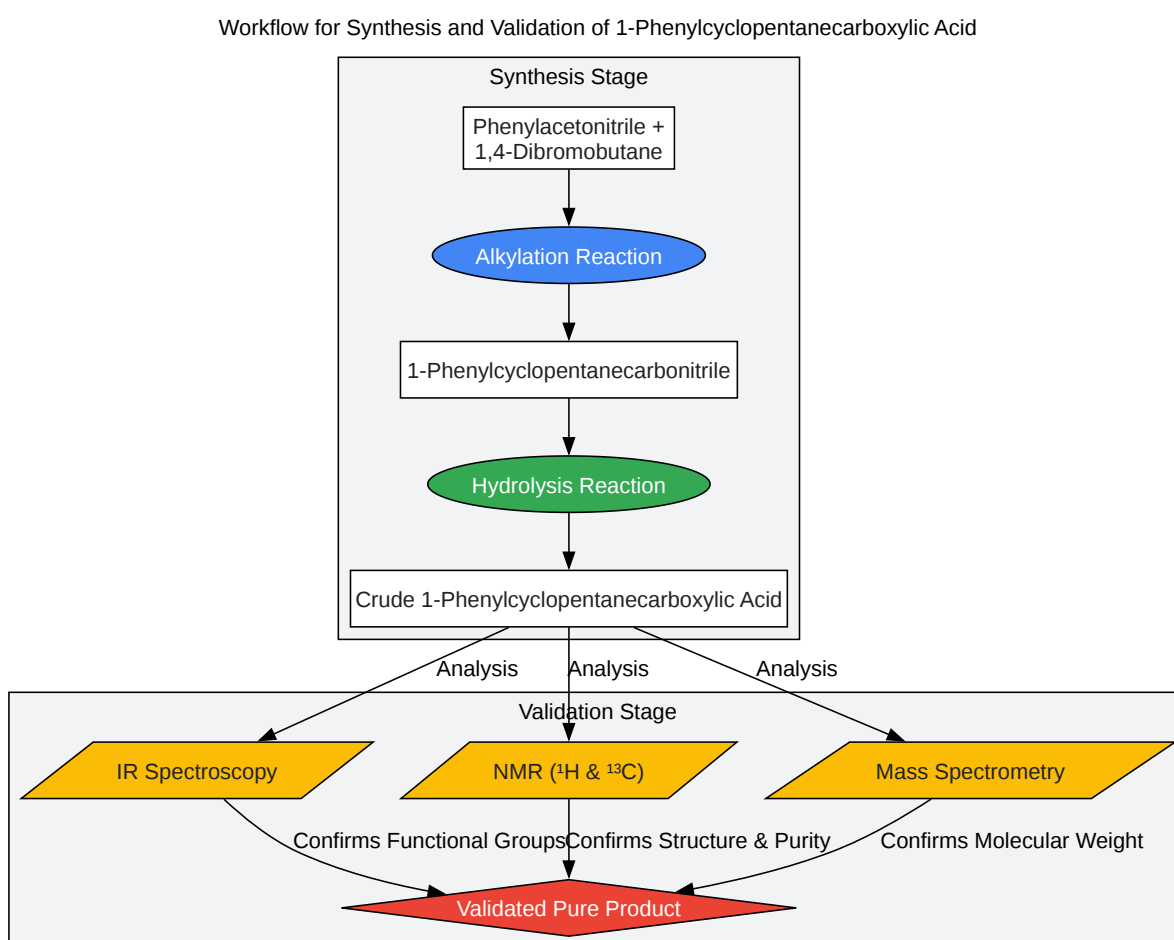 Workflow for Synthesis and Validation of 1-Phenylcyclopentanecarboxylic Acid
Synthesis Stage
Phenylacetonitrile +
1,4-Dibromobutane
Alkylation Reaction
1-Phenylcyclopentanecarbonitrile
Hydrolysis Reaction
Crude 1-Phenylcyclopentanecarboxylic Acid
Analysis
Analysis
Analysis
Validation Stage
IR Spectroscopy
NMR (¹H & ¹³C)
Mass Spectrometry
Confirms Functional Groups
Confirms Structure & Purity
Confirms Molecular Weight
Validated Pure Product